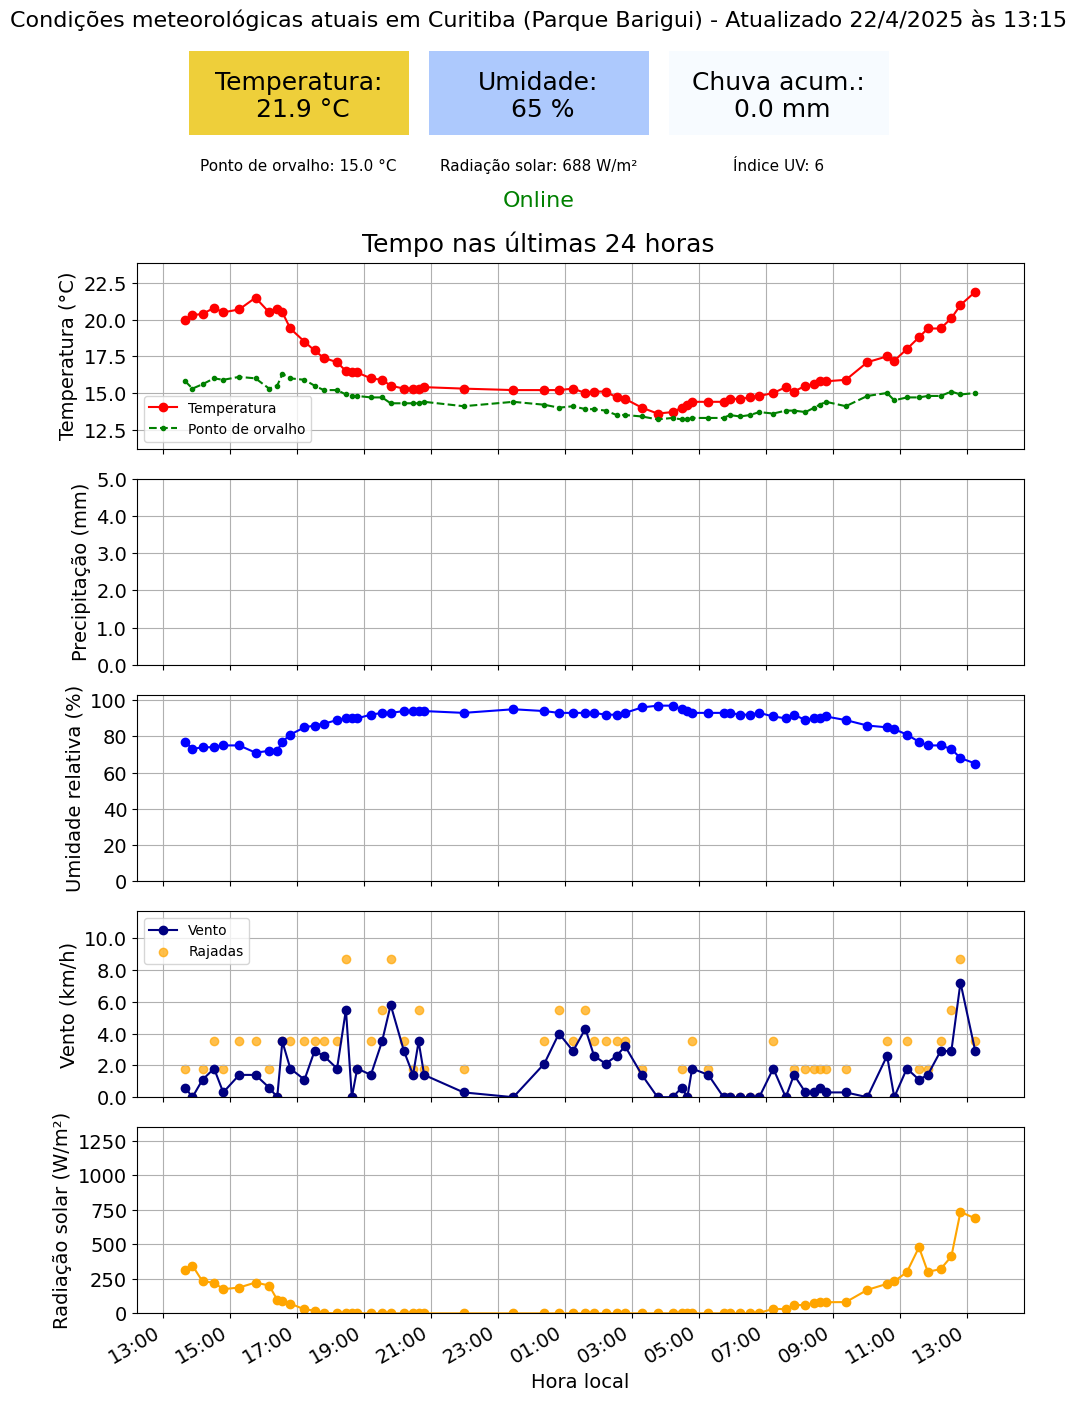 Condições meteorológicas atuais em Curitiba (Parque Barigui) - Atualizado 22/4/2025 às 13:15
Temperatura:
21.9 °C
Umidade:
65 %
Chuva acum.:
0.0 mm
Ponto de orvalho: 15.0 °C
Radiação solar: 688 W/m²
Índice UV: 6
Online
Tempo nas últimas 24 horas
Temperatura (°C)
22.5
20.0
17.5
15.0
12.5
Temperatura
Ponto de orvalho
Precipitação (mm)
5.0
4.0
3.0
2.0
1.0
0.0
Umidade relativa (%)
100
80
60
40
20
0
Vento (km/h)
10.0
8.0
6.0
4.0
2.0
0.0
Vento
Rajadas
Radiação solar (W/m²)
1250
1000
750
500
250
0
13:00
15:00
17:00
19:00
21:00
23:00
01:00
03:00
05:00
07:00
09:00
11:00
13:00
Hora local